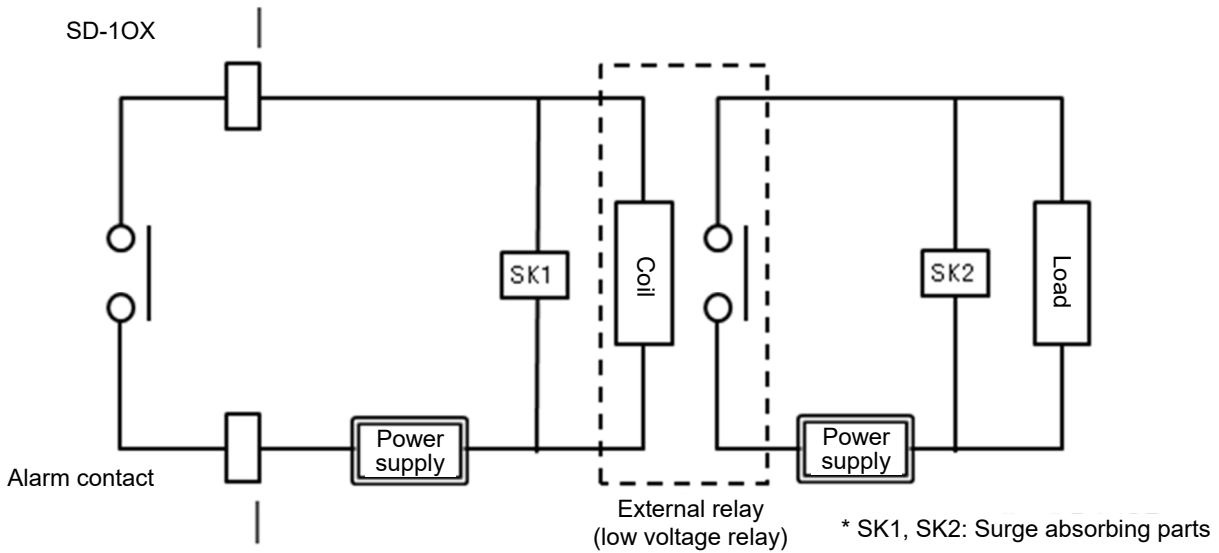 SD-1OX
SK1
Coil
SK2
Load
Power
supply
Power
supply
Alarm contact
External relay
(low voltage relay)
* SK1, SK2: Surge absorbing parts